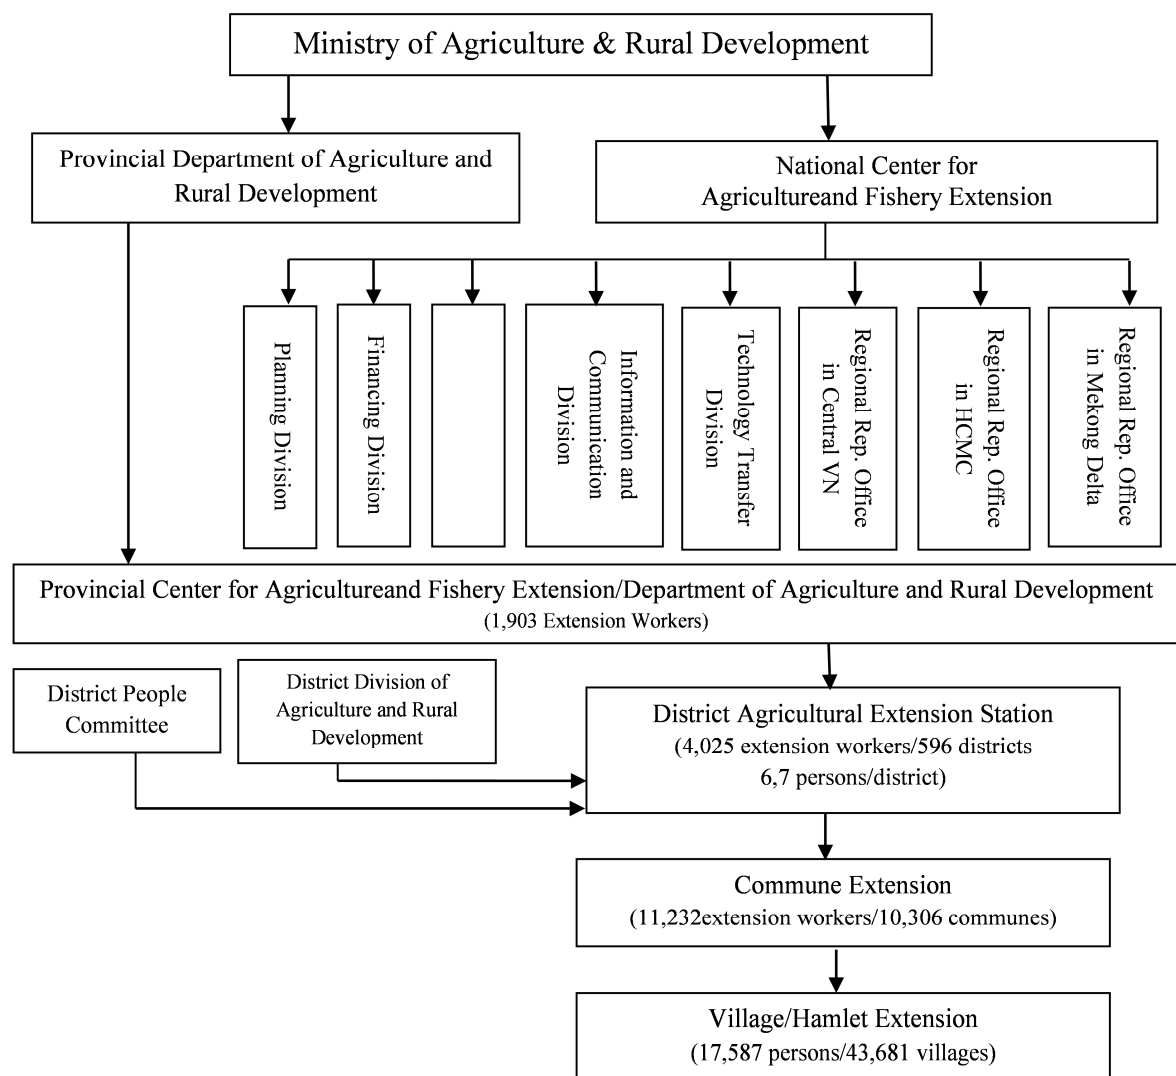 Ministry of Agriculture & Rural Development
Provincial Department of Agriculture and
Rural Development
National Center for
Agricultureand Fishery Extension
Planning Division
Financing Division
Information and
Communication
Division
Technology Transfer
Division
Regional Rep. Office
in Central VN
Regional Rep. Office
in HCMC
Regional Rep. Office
in Mekong Delta
Provincial Center for Agricultureand Fishery Extension/Department of Agriculture and Rural Development
(1,903 Extension Workers)
District People
Committee
District Division of
Agriculture and Rural
Development
District Agricultural Extension Station
(4,025 extension workers/596 districts
6,7 persons/district)
Commune Extension
(11,232extension workers/10,306 communes)
Village/Hamlet Extension
(17,587 persons/43,681 villages)